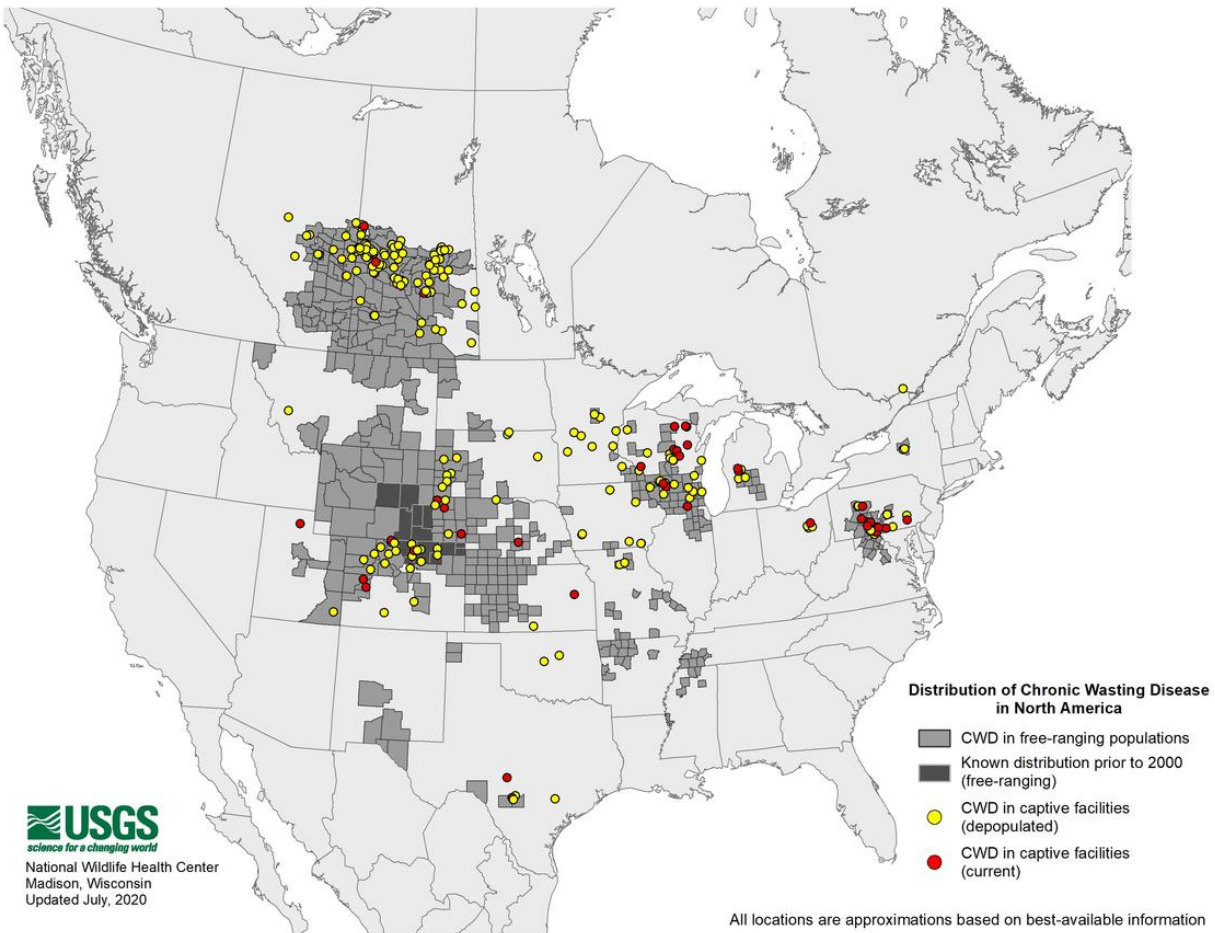 Distribution of Chronic Wasting Disease
in North America
CWD in free-ranging populations
Known distribution prior to 2000
(free-ranging)
CWD in captive facilities
(depopulated)
CWD in captive facilities
(current)
USGS
science for a changing world
National Wildlife Health Center
Madison, Wisconsin
Updated July, 2020
All locations are approximations based on best-available information